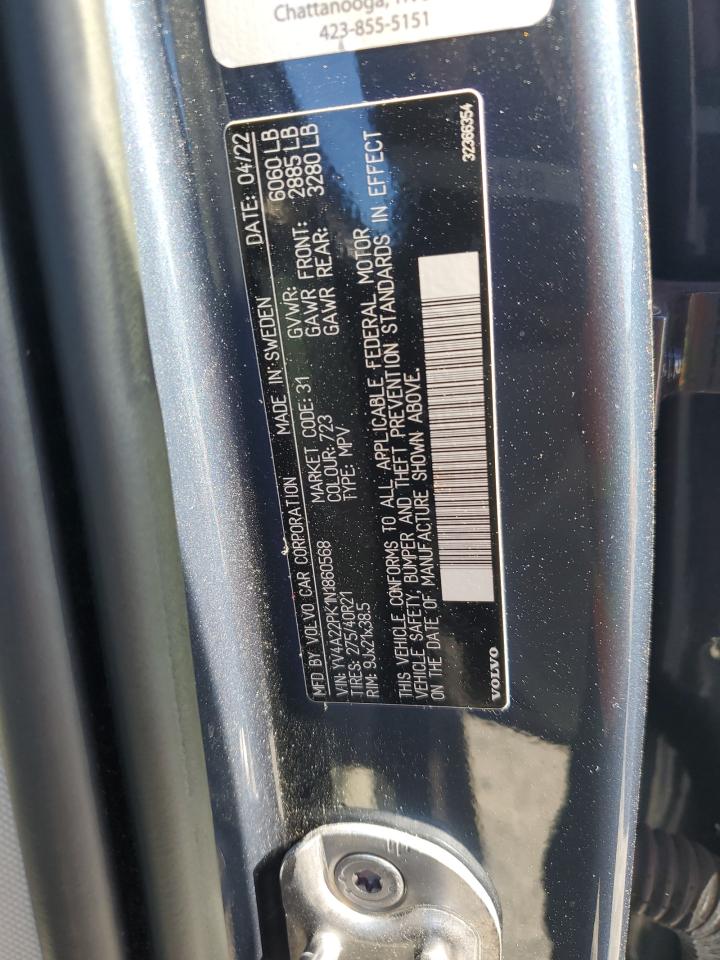 Chattanooga,
423-855-5151
MFD BY VOLVO CAR CORPORATION MADE IN SWEDEN DATE: 04/22
VIN: YV4A22PK1N1860568 MARKET CODE: 31 GVWR: 6060 LB
TIRES: 275/40R21 COLOUR: 723 GAWR FRONT: 2885 LB
RIM: 9Jx21x38.5 TYPE: MPV GAWR REAR: 3280 LB
THIS VEHICLE CONFORMS TO ALL APPLICABLE FEDERAL MOTOR
VEHICLE SAFETY, BUMPER AND THEFT PREVENTION STANDARDS IN EFFECT
ON THE DATE OF MANUFACTURE SHOWN ABOVE.
VOLVO 32366354